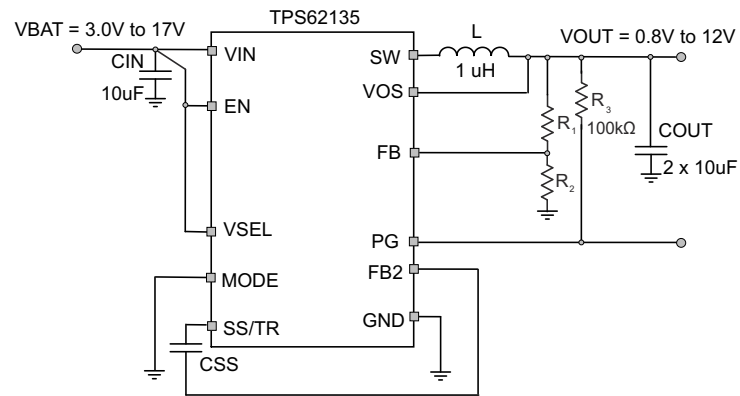 TPS62135
VBAT = 3.0V to 17V
VIN
SW
L
1 uH
VOUT = 0.8V to 12V
CIN
10uF
VOS
EN
R₃
100kΩ
R₁
COUT
2 x 10uF
FB
R₂
VSEL
PG
MODE
FB2
SS/TR
GND
CSS